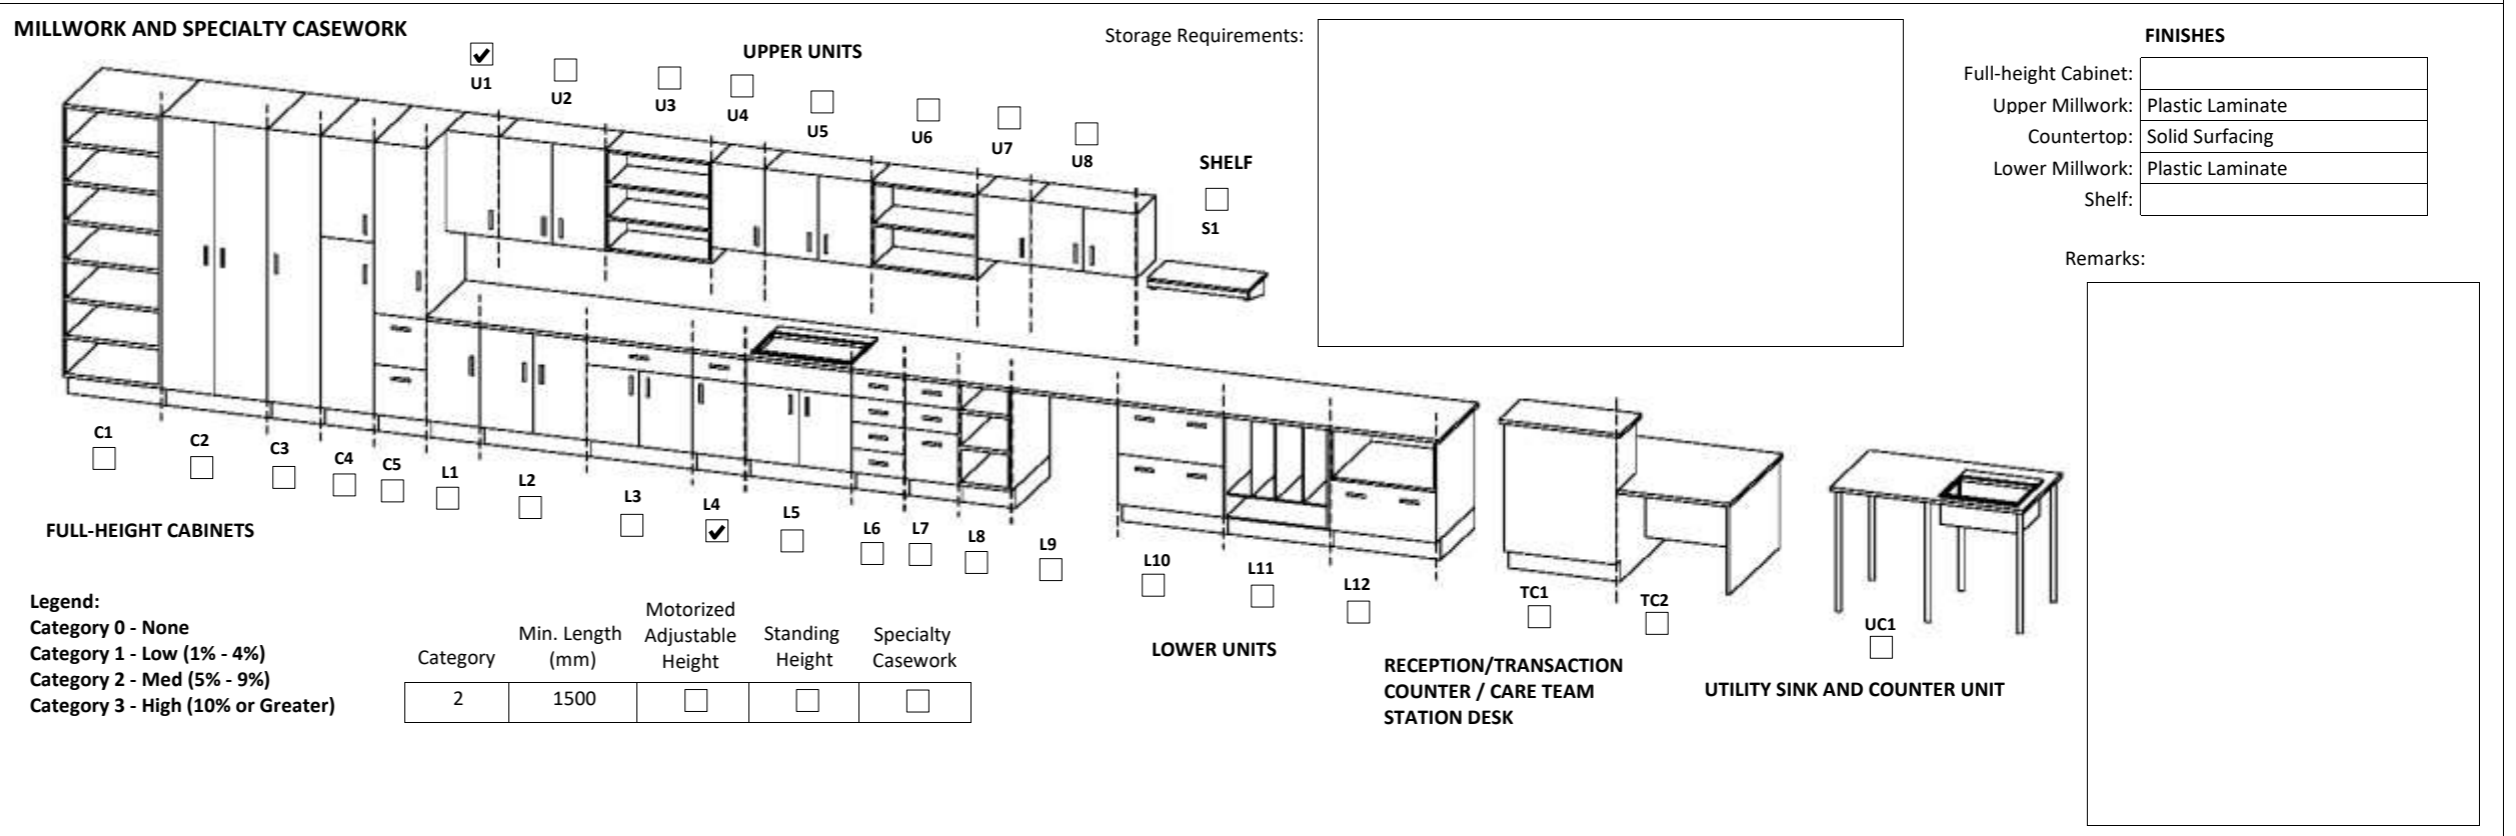 MILLWORK AND SPECIALTY CASEWORK
UPPER UNITS
U1
U2
U3
U4
U5
U6
U7
U8
SHELF
S1
Storage Requirements:
FINISHES
Full-height Cabinet:
Upper Millwork: Plastic Laminate
Countertop: Solid Surfacing
Lower Millwork: Plastic Laminate
Shelf:
Remarks:
C1
C2
C3
C4
C5
L1
L2
L3
L4
L5
L6
L7
L8
L9
L10
L11
L12
TC1
TC2
UC1
FULL-HEIGHT CABINETS
LOWER UNITS
RECEPTION/TRANSACTION
COUNTER / CARE TEAM
STATION DESK
UTILITY SINK AND COUNTER UNIT
Legend:
Category 0 - None
Category 1 - Low (1% - 4%)
Category 2 - Med (5% - 9%)
Category 3 - High (10% or Greater)
Category
Min. Length
(mm)
Motorized
Adjustable
Height
Standing
Height
Specialty
Casework
2
1500